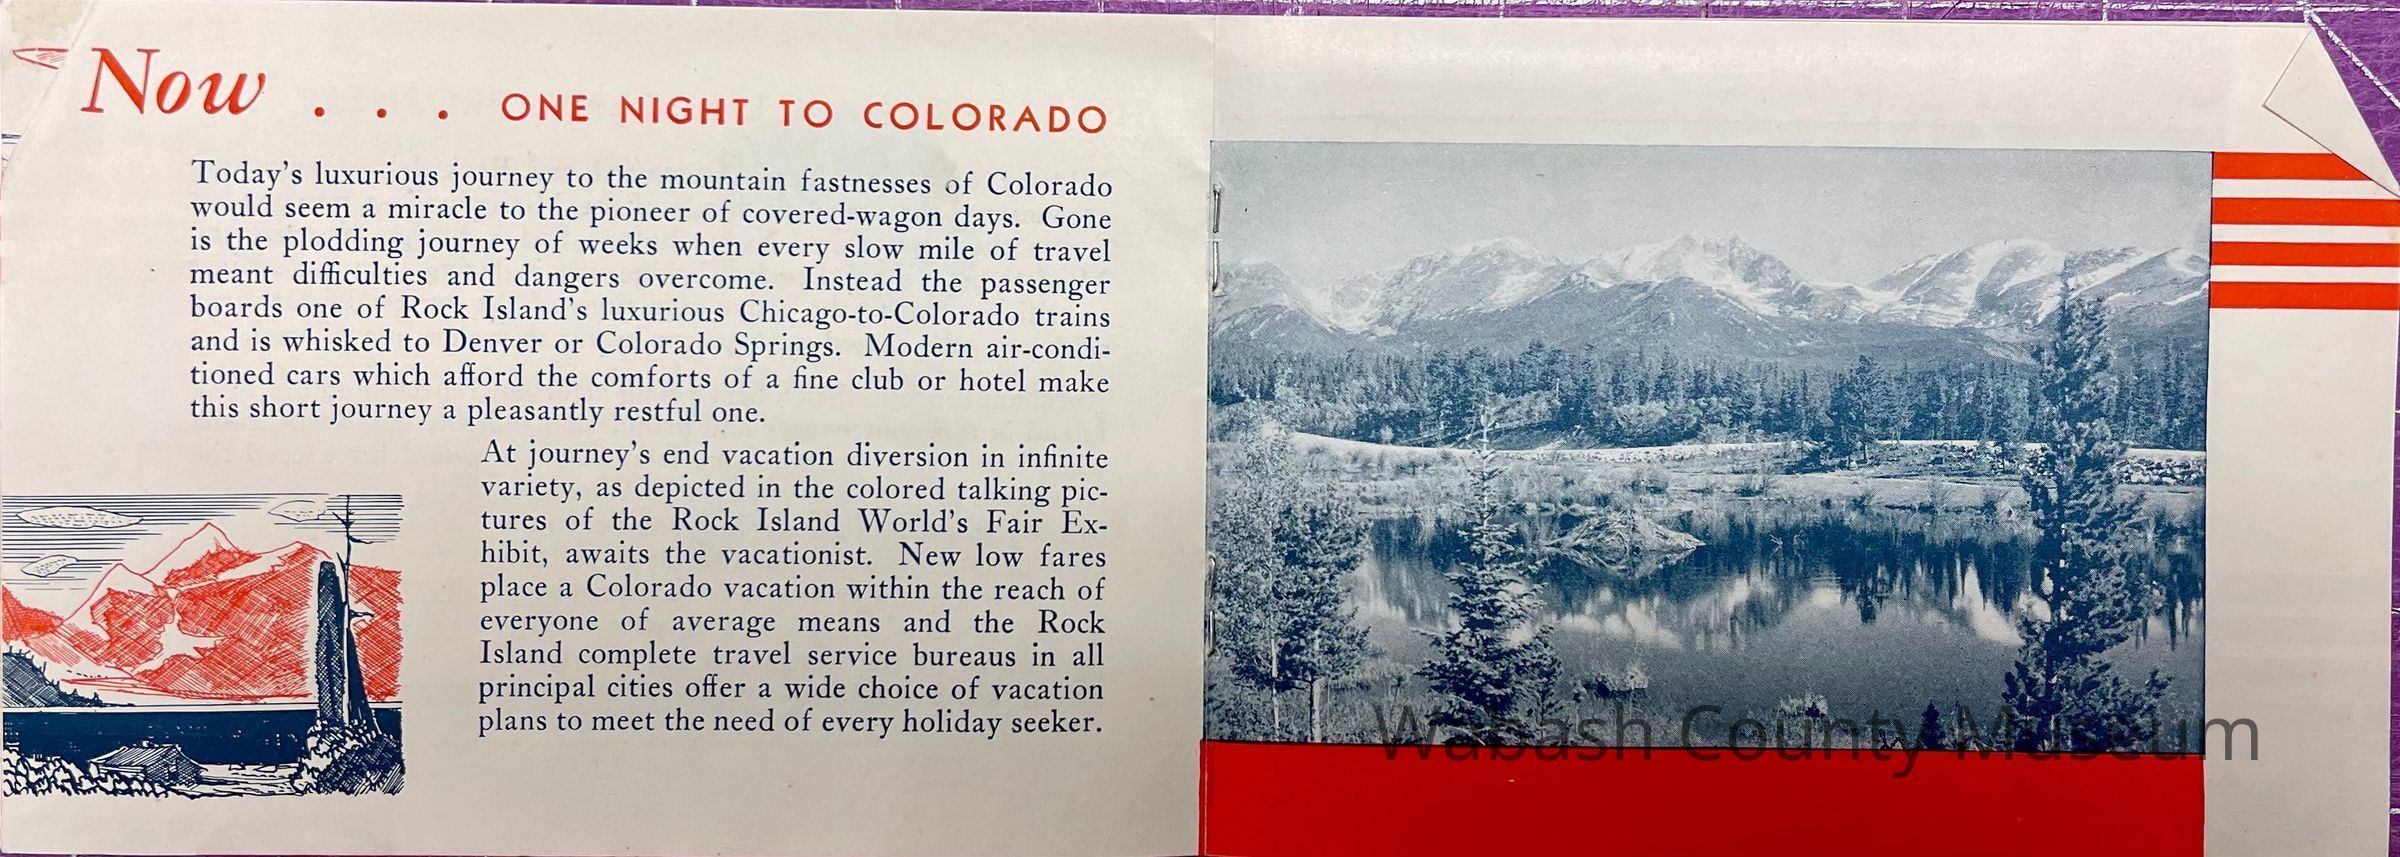 Now . . . ONE NIGHT TO COLORADO
Today's luxurious journey to the mountain fastnesses of Colorado
would seem a miracle to the pioneer of covered-wagon days. Gone
is the plodding journey of weeks when every slow mile of travel
meant difficulties and dangers overcome. Instead the passenger
boards one of Rock Island's luxurious Chicago-to-Colorado trains
and is whisked to Denver or Colorado Springs. Modern air-condi-
tioned cars which afford the comforts of a fine club or hotel make
this short journey a pleasantly restful one.
At journey's end vacation diversion in infinite
variety, as depicted in the colored talking pic-
tures of the Rock Island World's Fair Ex-
hibit, awaits the vacationist. New low fares
place a Colorado vacation within the reach of
everyone of average means and the Rock
Island complete travel service bureaus in all
principal cities offer a wide choice of vacation
plans to meet the need of every holiday seeker.
Wabash County Museum